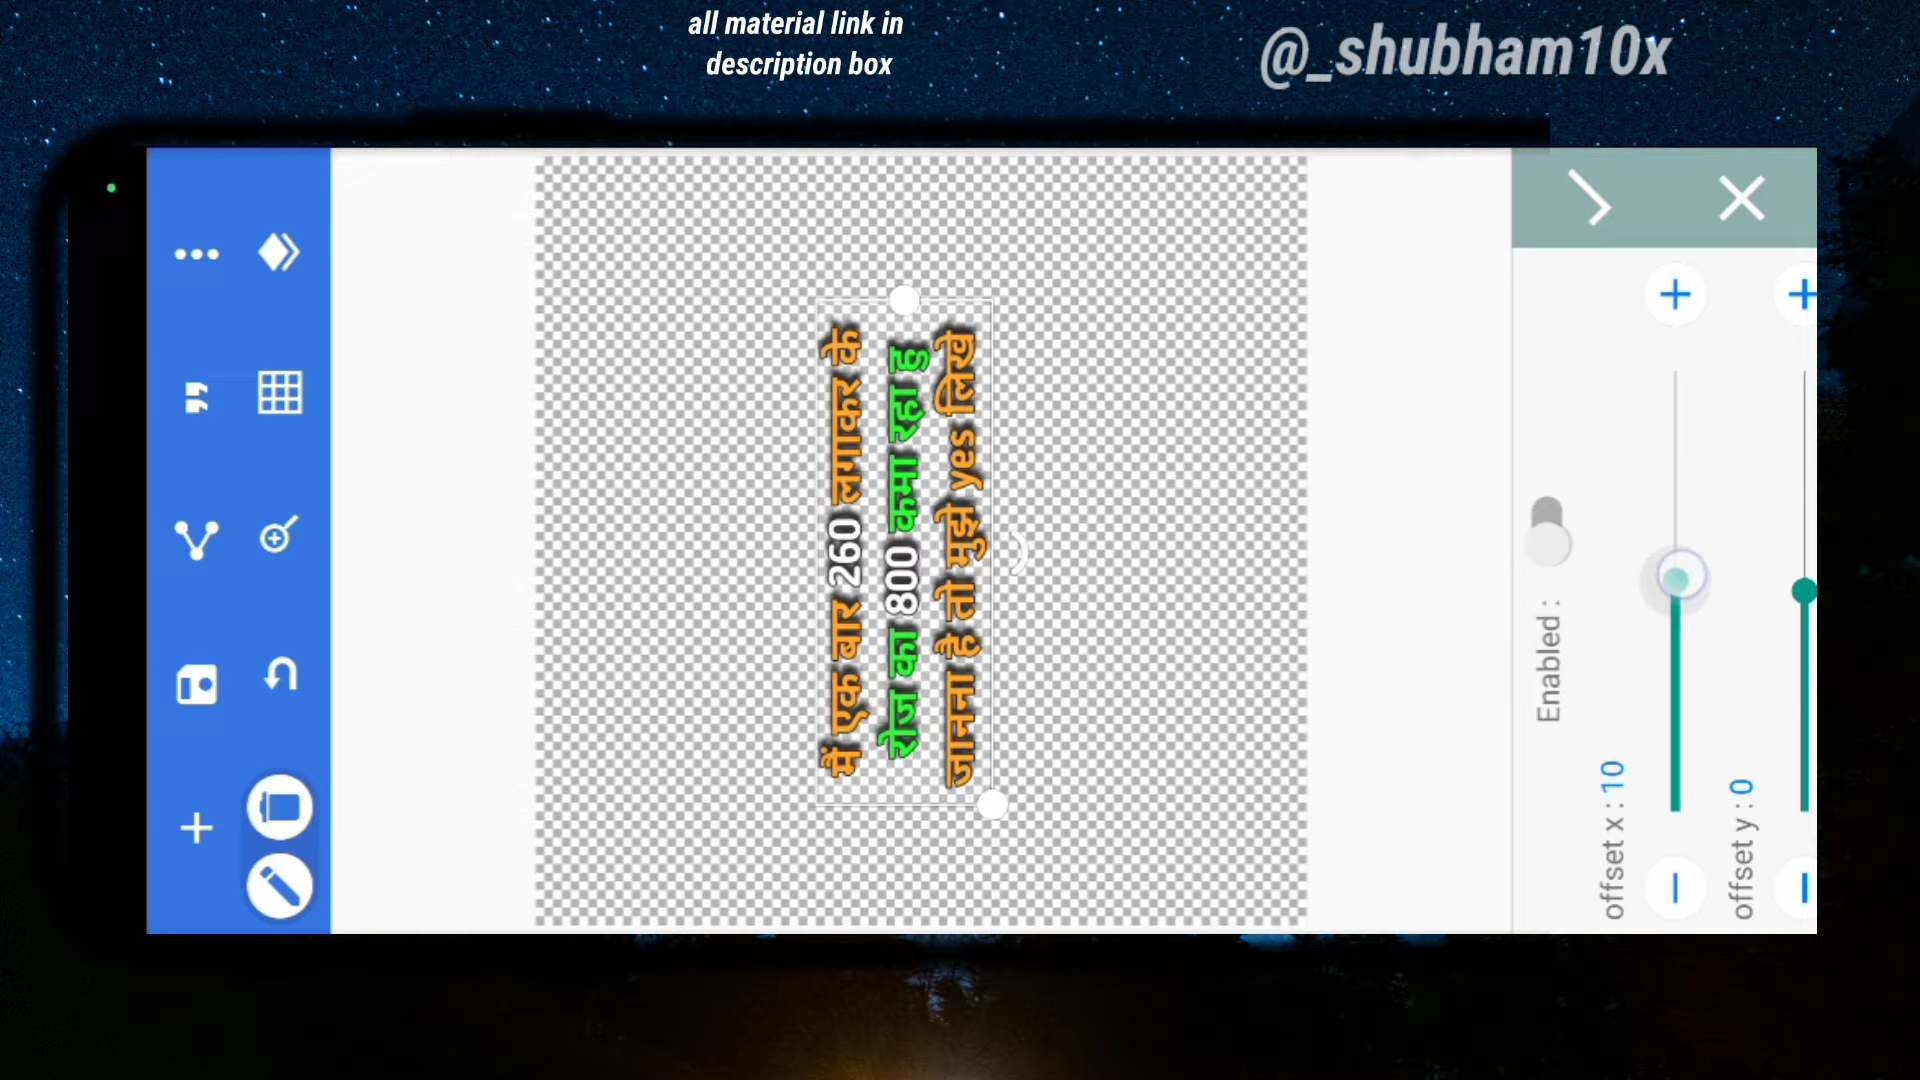 all material link in
description box
@_shubham10x
में एक बार 260 लगाकर के
रोज का 800 कमा रहा हु
जानना है तो मुझे yes लिखे
Enabled :
offset x : 10
offset y : 0